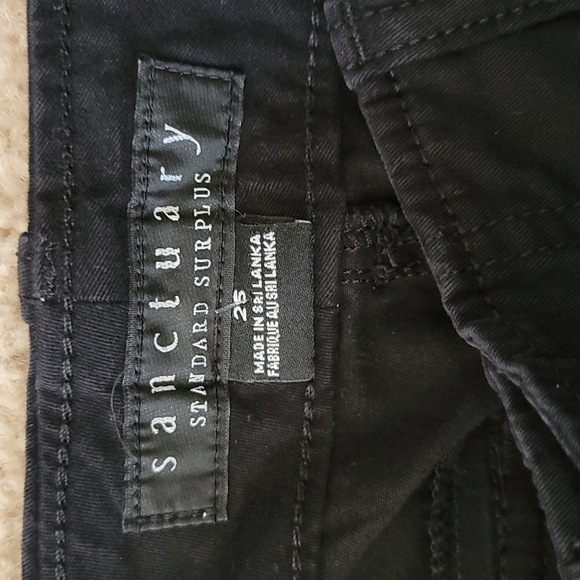 sanctuary
STANDARD SURPLUS
25
MADE IN SRI LANKA
FABRIQUE AU SRI LANKA